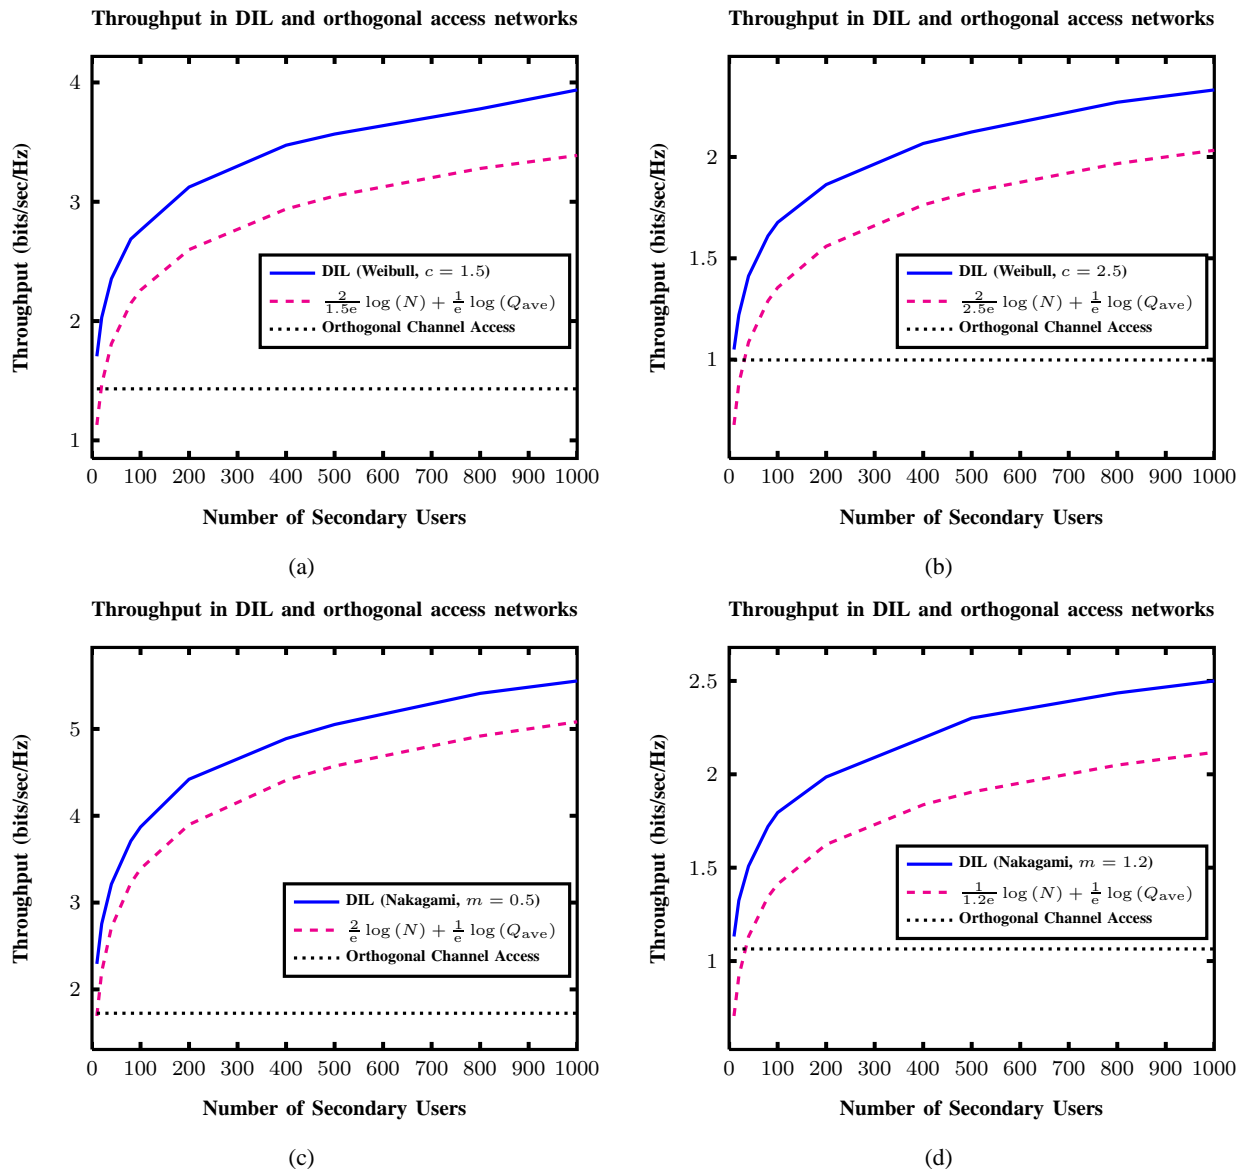 Throughput in DIL and orthogonal access networks
Throughput (bits/sec/Hz)
4
3
2
1
DIL (Weibull, c = 1.5)
2/1.5e log (N) + 1/e log (Q_ave)
Orthogonal Channel Access
0 100 200 300 400 500 600 700 800 900 1000
Number of Secondary Users
(a)
Throughput in DIL and orthogonal access networks
Throughput (bits/sec/Hz)
2
1.5
1
DIL (Weibull, c = 2.5)
2/2.5e log (N) + 1/e log (Q_ave)
Orthogonal Channel Access
0 100 200 300 400 500 600 700 800 900 1000
Number of Secondary Users
(b)
Throughput in DIL and orthogonal access networks
Throughput (bits/sec/Hz)
5
4
3
2
DIL (Nakagami, m = 0.5)
2/e log (N) + 1/e log (Q_ave)
Orthogonal Channel Access
0 100 200 300 400 500 600 700 800 900 1000
Number of Secondary Users
(c)
Throughput in DIL and orthogonal access networks
Throughput (bits/sec/Hz)
2.5
2
1.5
1
DIL (Nakagami, m = 1.2)
1/1.2e log (N) + 1/e log (Q_ave)
Orthogonal Channel Access
0 100 200 300 400 500 600 700 800 900 1000
Number of Secondary Users
(d)